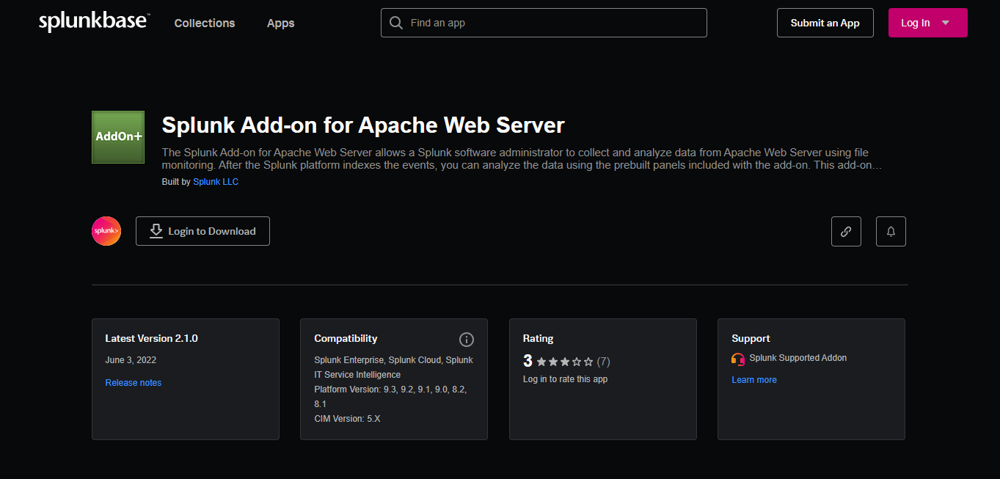 splunkbase™
Collections
Apps
Find an app
Submit an App
Log In
AddOn+
Splunk Add-on for Apache Web Server
The Splunk Add-on for Apache Web Server allows a Splunk software administrator to collect and analyze data from Apache Web Server using file
monitoring. After the Splunk platform indexes the events, you can analyze the data using the prebuilt panels included with the add-on. This add-on…
Built by Splunk LLC
splunk>
Login to Download
Latest Version 2.1.0
June 3, 2022
Release notes
Compatibility
Splunk Enterprise, Splunk Cloud, Splunk
IT Service Intelligence
Platform Version: 9.3, 9.2, 9.1, 9.0, 8.2,
8.1
CIM Version: 5.X
Rating
3 ★★★☆☆ (7)
Log in to rate this app
Support
Splunk Supported Addon
Learn more